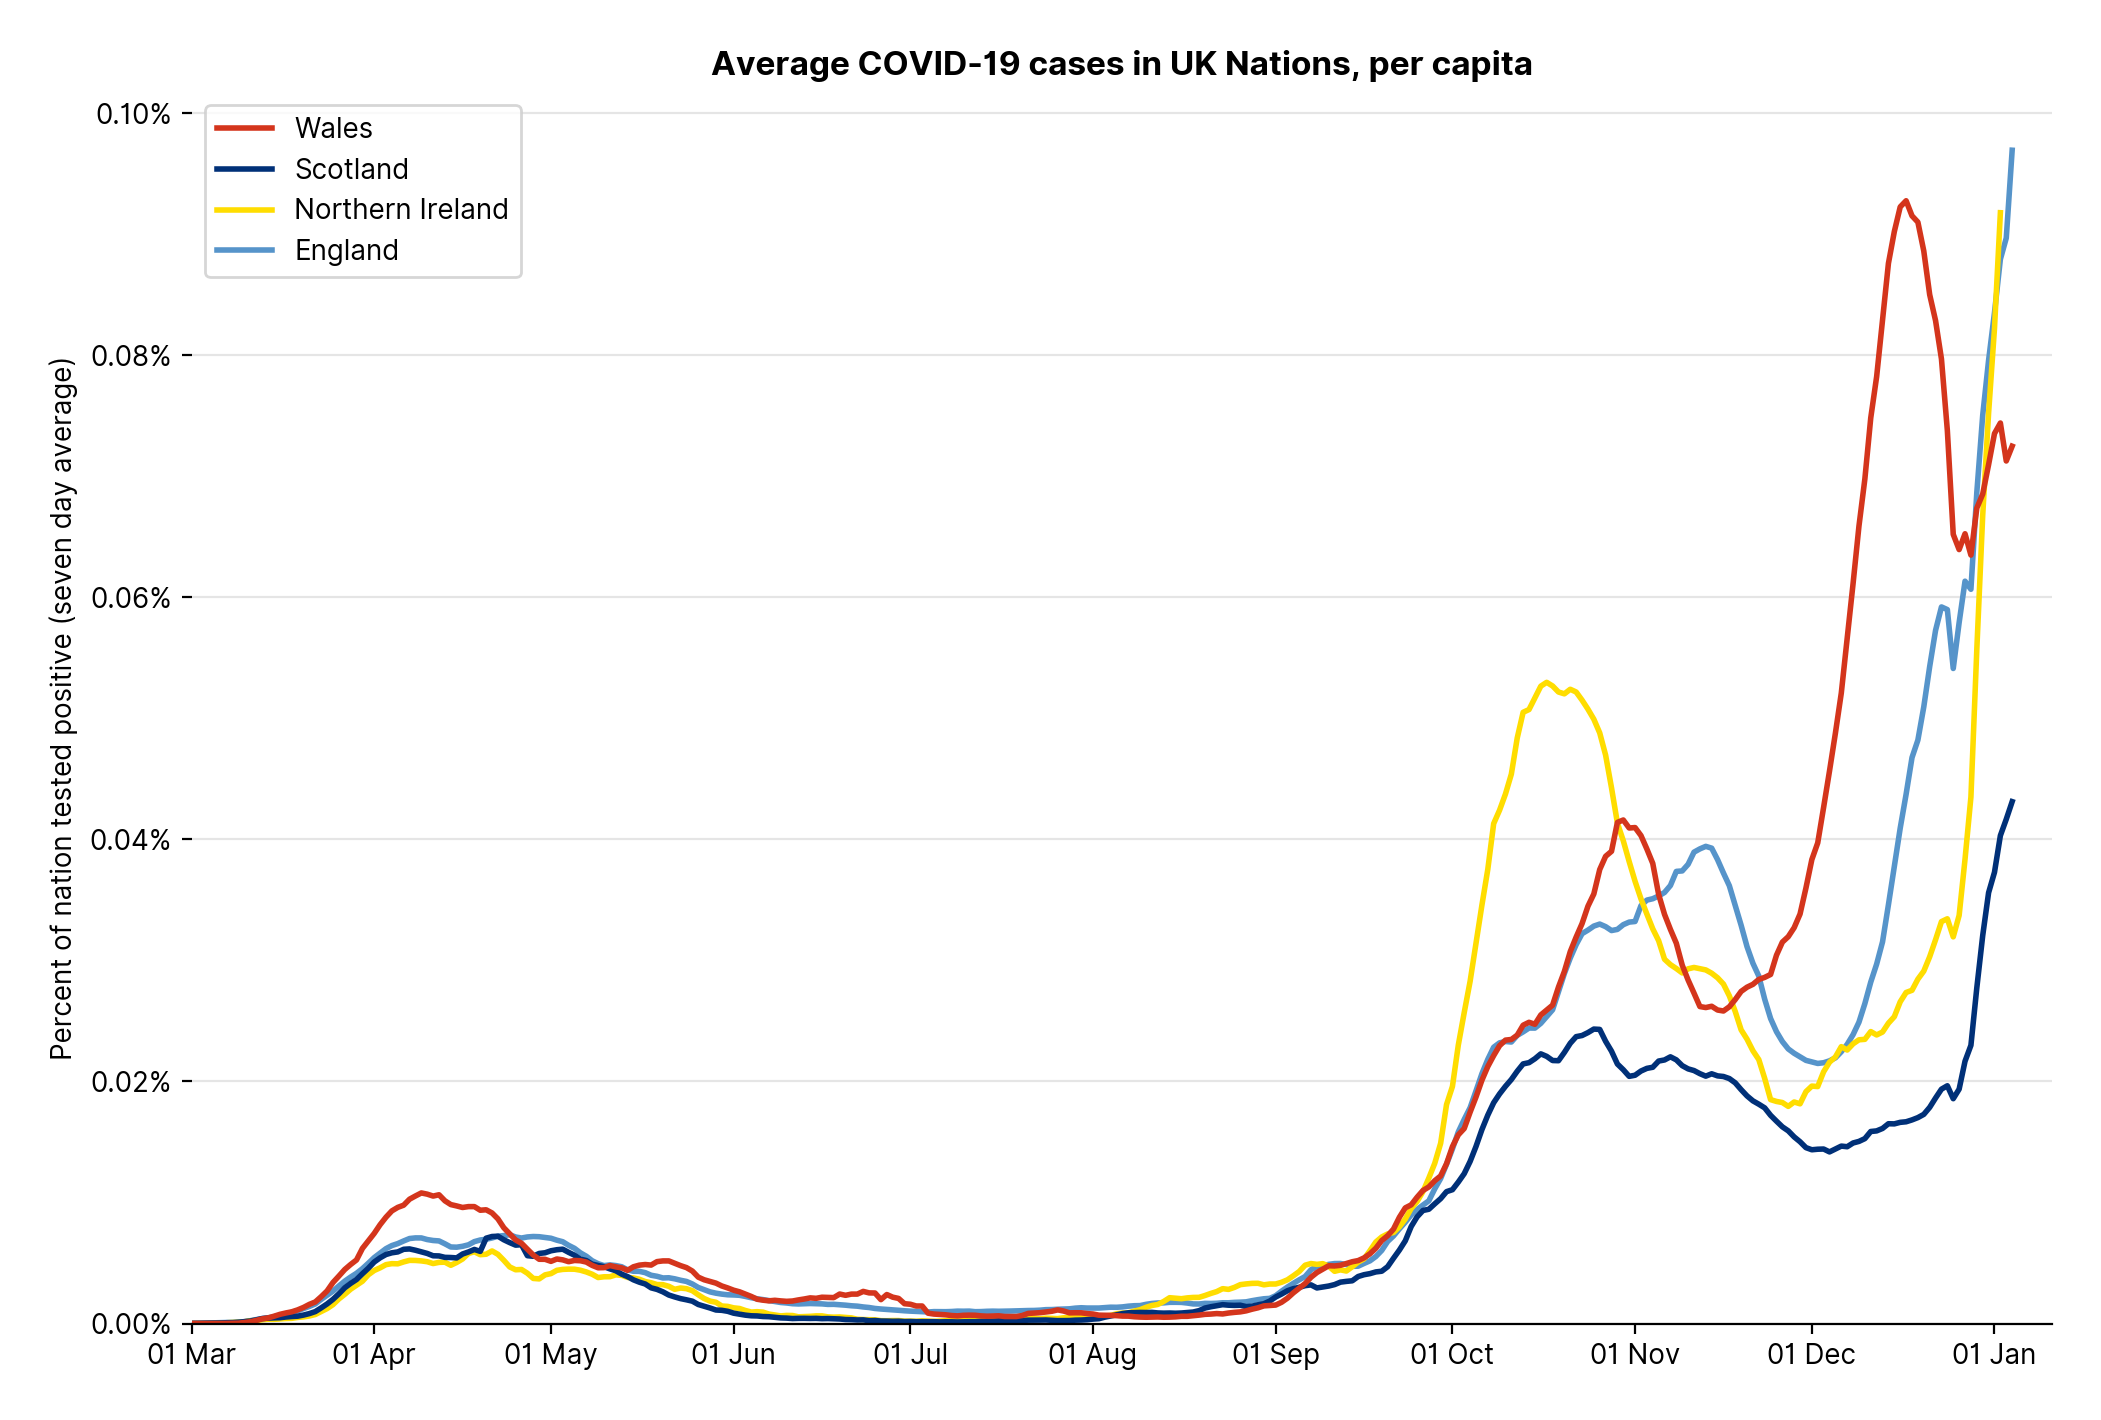 Average COVID-19 cases in UK Nations, per capita
Percent of nation tested positive (seven day average)
0.10%
0.08%
0.06%
0.04%
0.02%
0.00%
Wales
Scotland
Northern Ireland
England
01 Mar 01 Apr 01 May 01 Jun 01 Jul 01 Aug 01 Sep 01 Oct 01 Nov 01 Dec 01 Jan